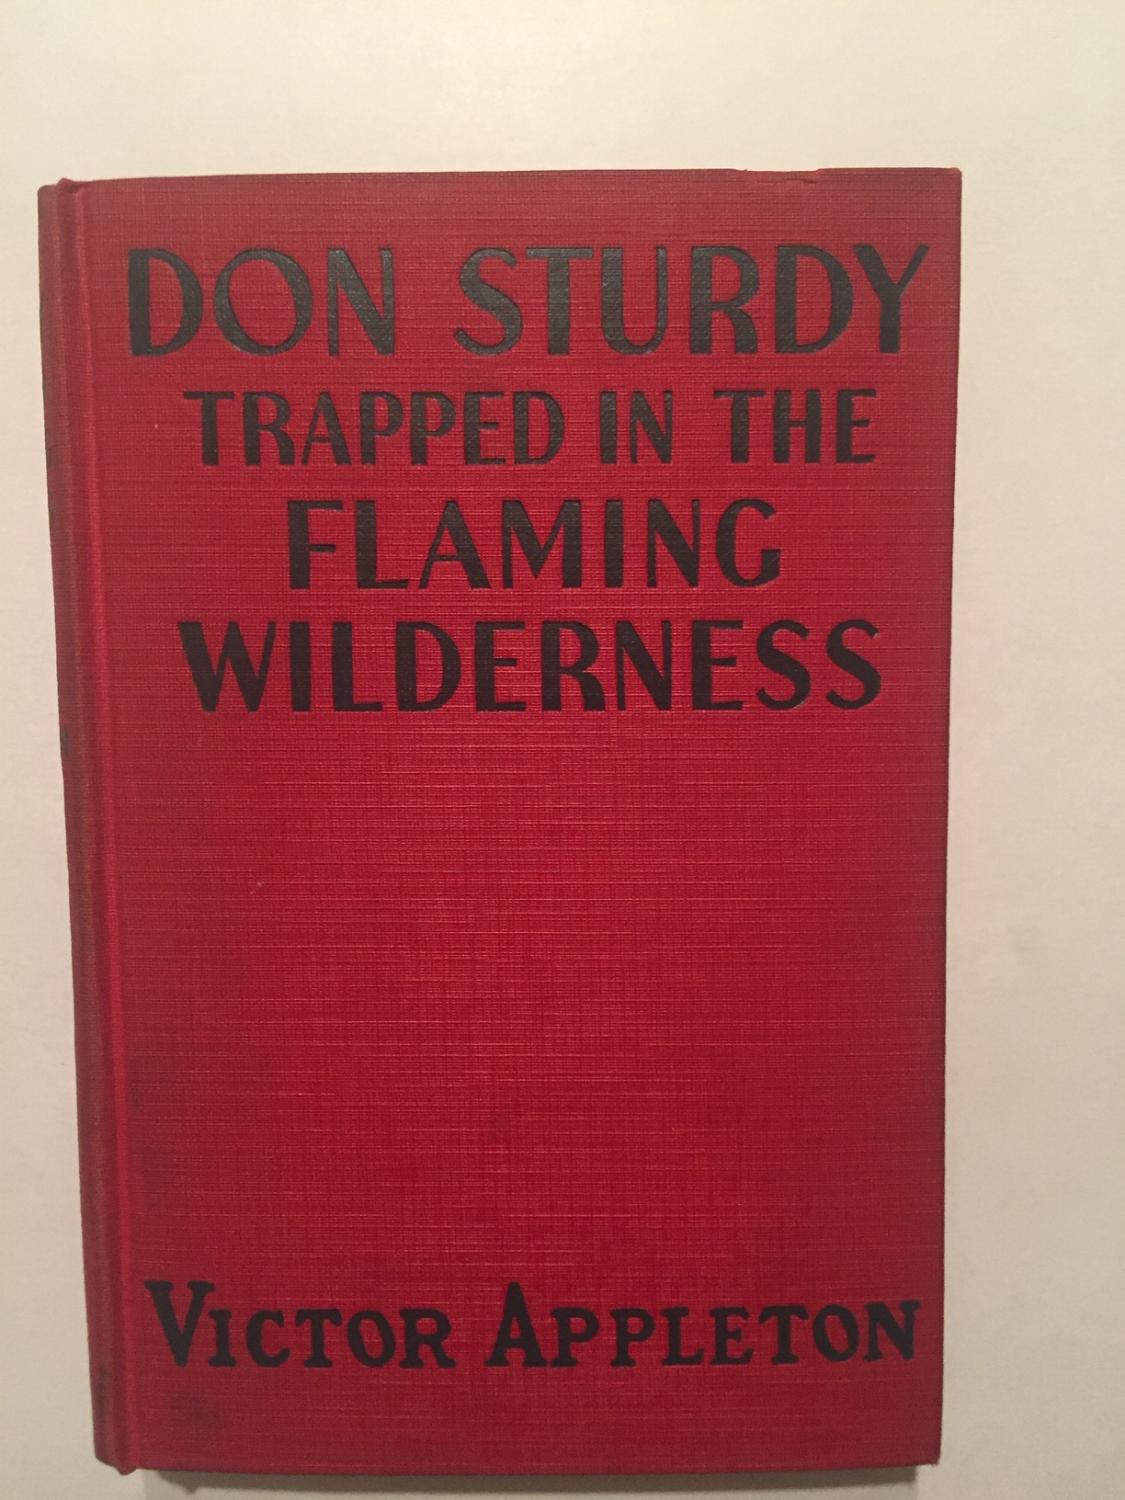 DON STURDY
TRAPPED IN THE
FLAMING
WILDERNESS
VICTOR APPLETON